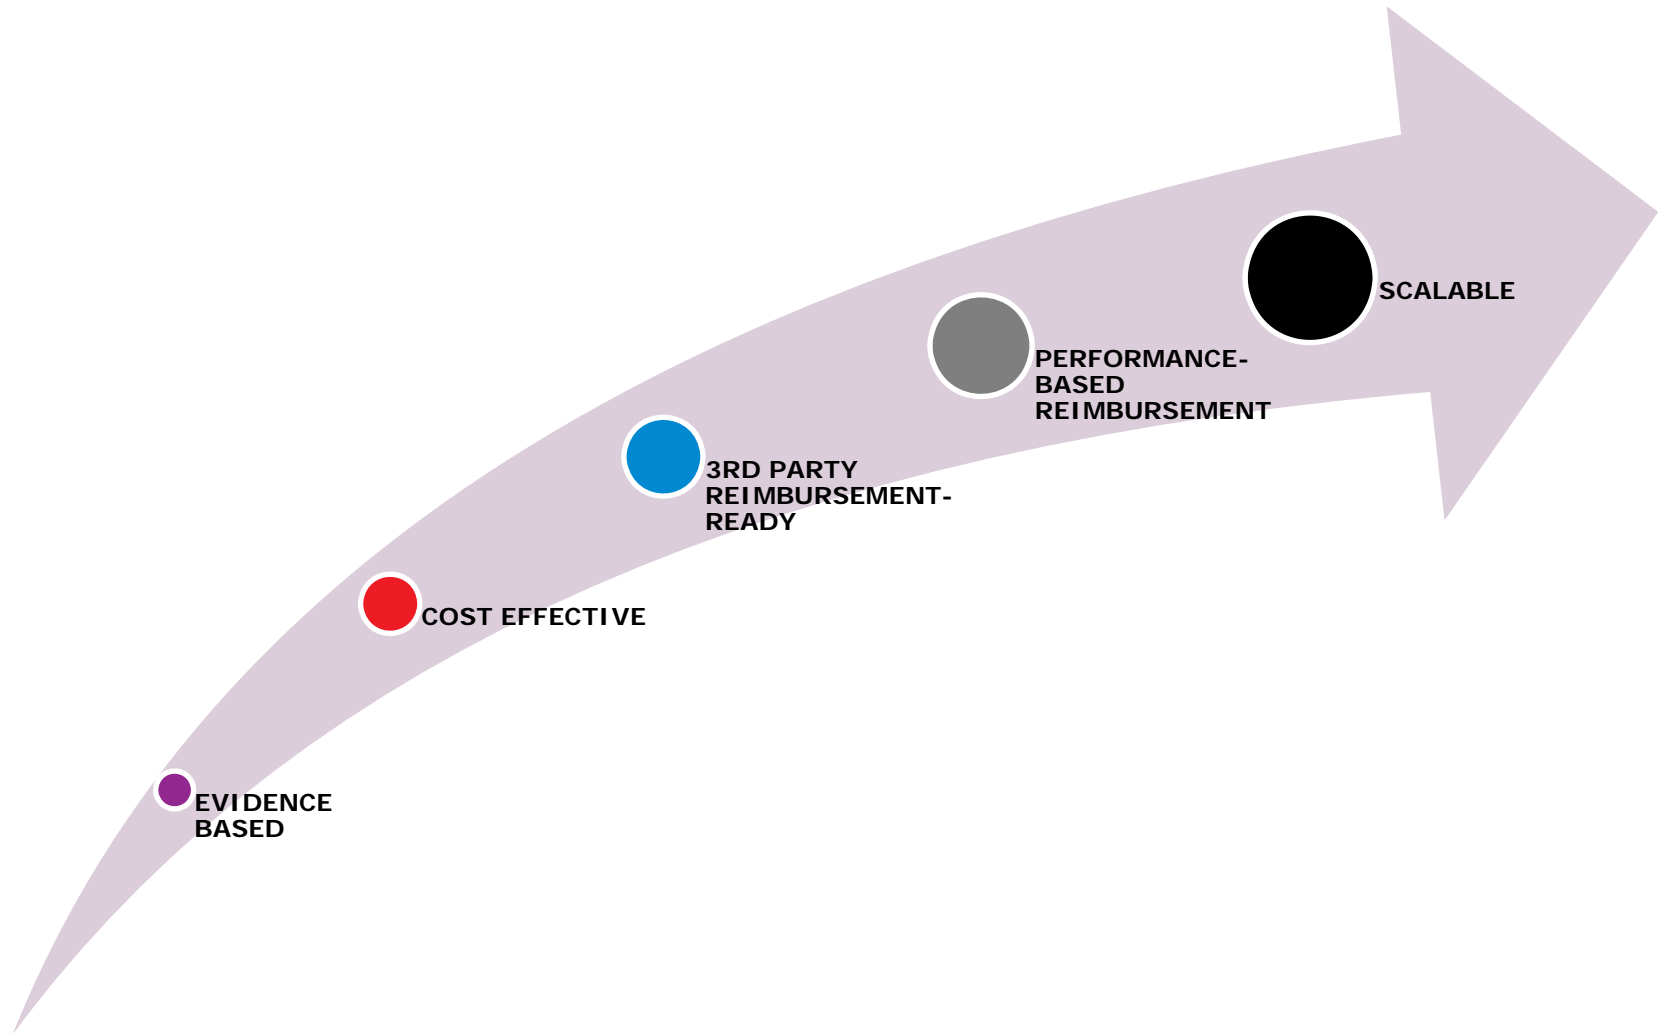 SCALABLE
PERFORMANCE-
BASED
REIMBURSEMENT
3RD PARTY
REIMBURSEMENT-
READY
COST EFFECTIVE
EVIDENCE
BASED